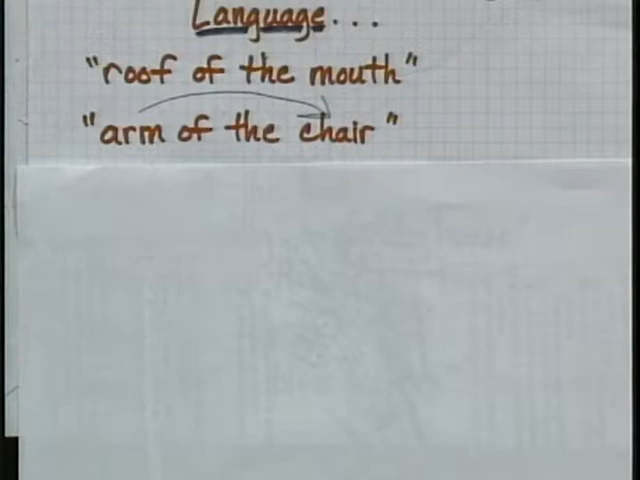 Language...
"roof of the mouth"
"arm of the chair"